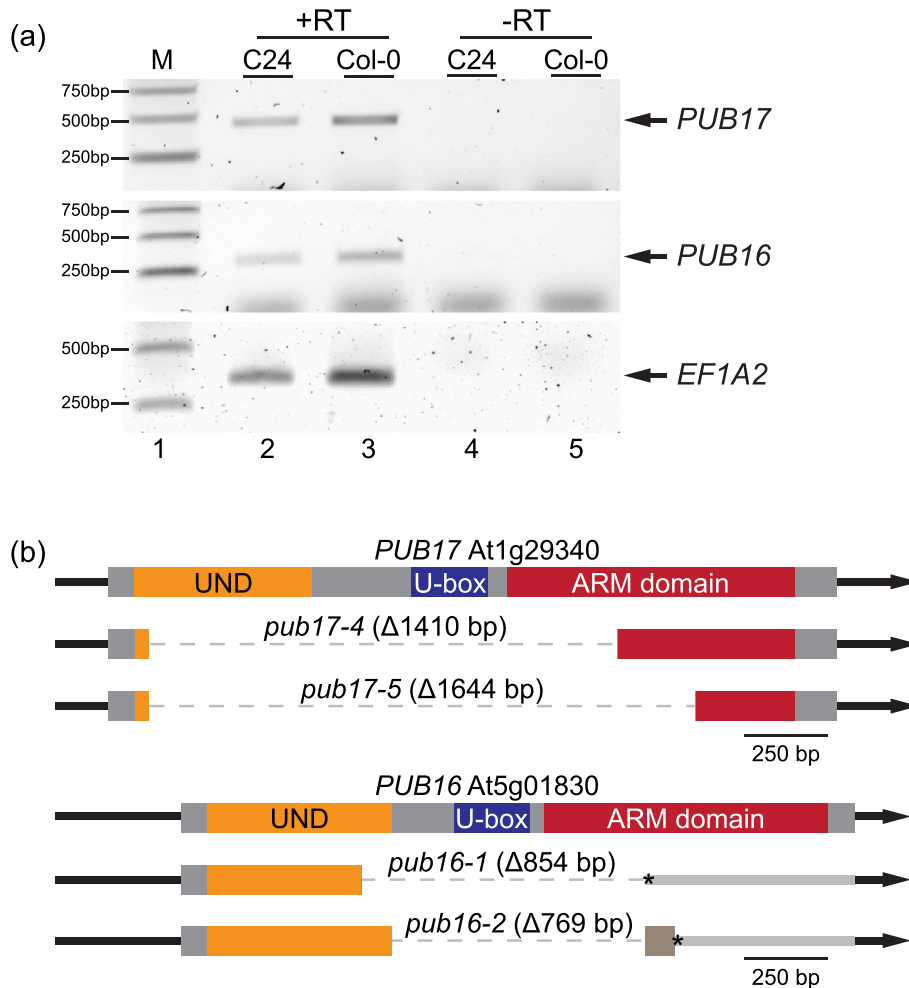 (a)
+RT -RT
M C24 Col-0 C24 Col-0
750bp
500bp
250bp
PUB17
750bp
500bp
250bp
PUB16
500bp
250bp
EF1A2
1 2 3 4 5
(b)
PUB17 At1g29340
UND U-box ARM domain
pub17-4 (Δ1410 bp)
pub17-5 (Δ1644 bp)
250 bp
PUB16 At5g01830
UND U-box ARM domain
pub16-1 (Δ854 bp)
*
pub16-2 (Δ769 bp)
*
250 bp